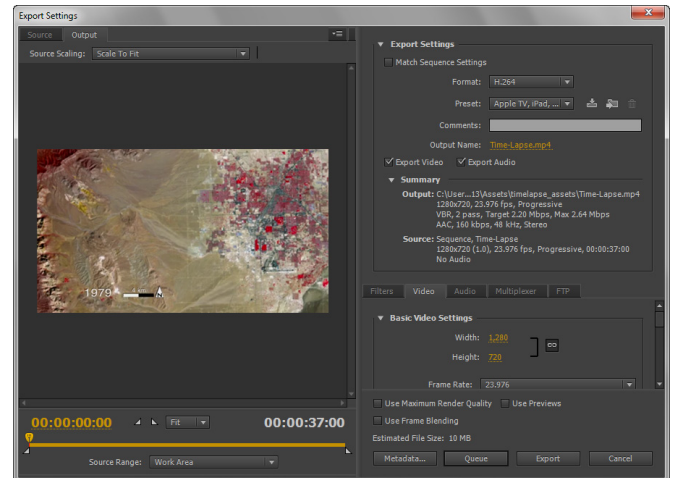 Export Settings
Source Output
Source Scaling: Scale To Fit
1979 4 km N
00:00:00:00 Fit 00:00:37:00
Source Range: Work Area
Export Settings
Match Sequence Settings
Format: H.264
Preset: Apple TV, iPad, ...
Comments:
Output Name: Time-Lapse.mp4
Export Video Export Audio
Summary
Output: C:\User...13\Assets\timelapse_assets\Time-Lapse.mp4
1280x720, 23.976 fps, Progressive
VBR, 2 pass, Target 2.20 Mbps, Max 2.64 Mbps
AAC, 160 kbps, 48 kHz, Stereo
Source: Sequence, Time-Lapse
1280x720 (1.0), 23.976 fps, Progressive, 00:00:37:00
No Audio
Filters Video Audio Multiplexer FTP
Basic Video Settings
Width: 1,280
Height: 720
Frame Rate: 23.976
Use Maximum Render Quality Use Previews
Use Frame Blending
Estimated File Size: 10 MB
Metadata... Queue Export Cancel